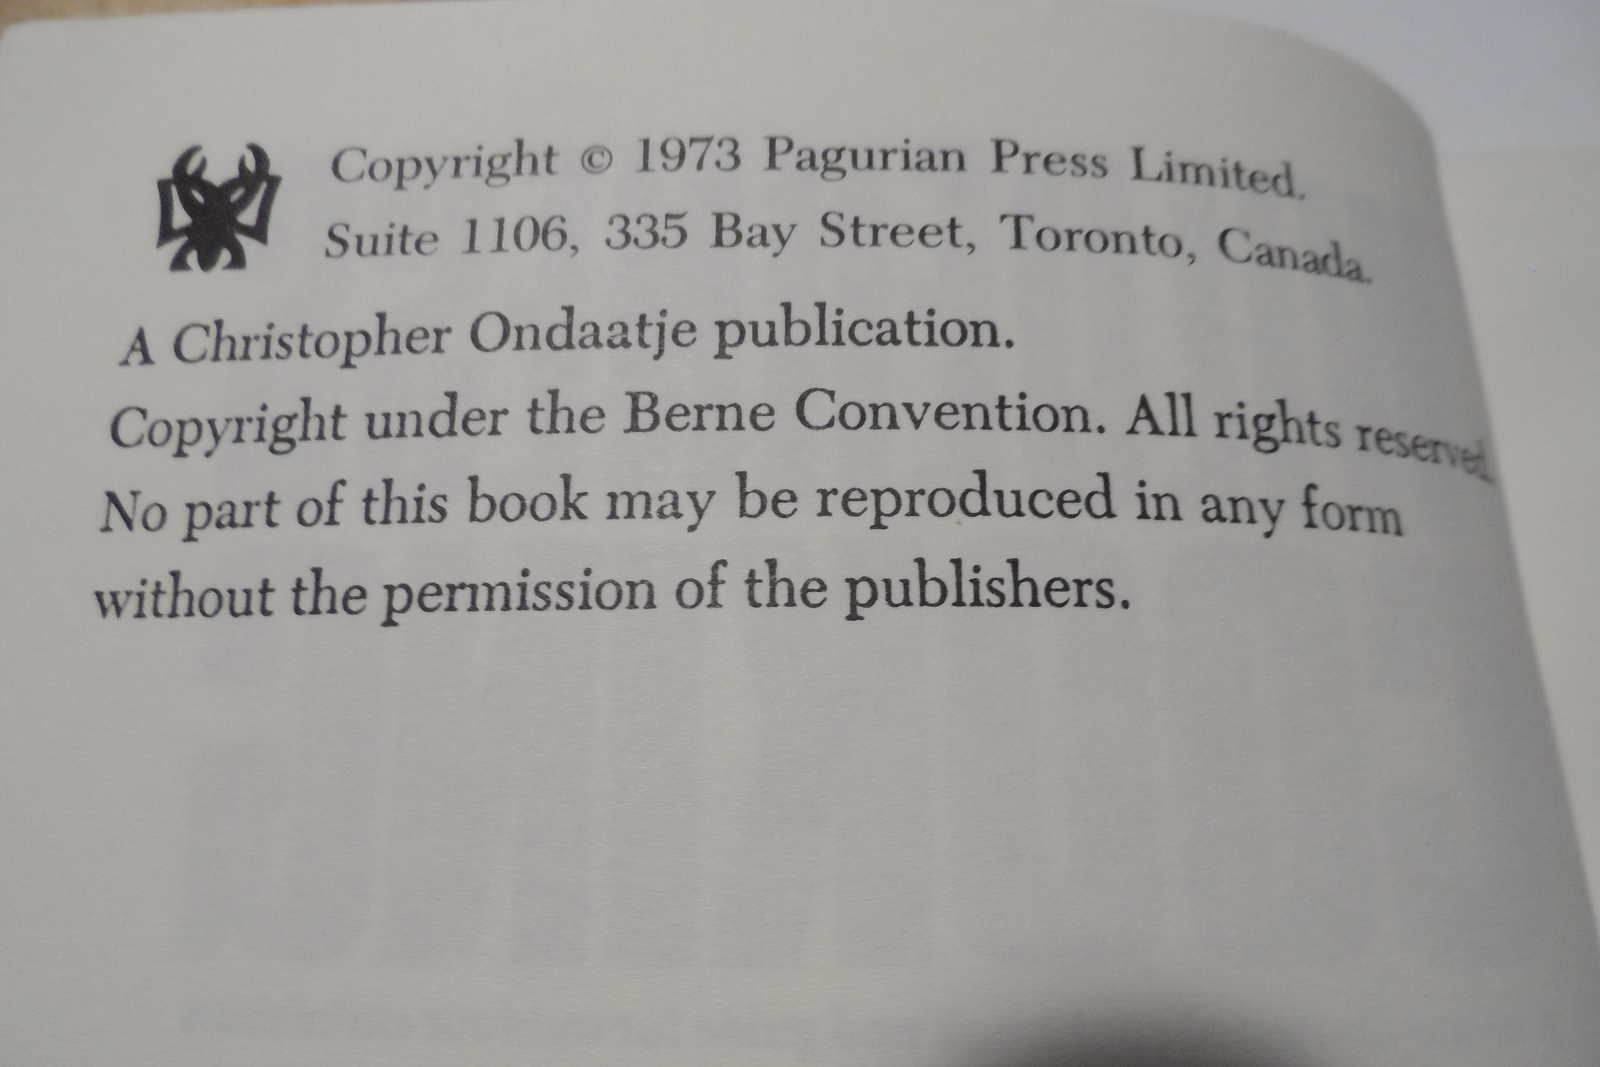 Copyright © 1973 Pagurian Press Limited.
Suite 1106, 335 Bay Street, Toronto, Canada.
A Christopher Ondaatje publication.
Copyright under the Berne Convention. All rights reserved.
No part of this book may be reproduced in any form
without the permission of the publishers.